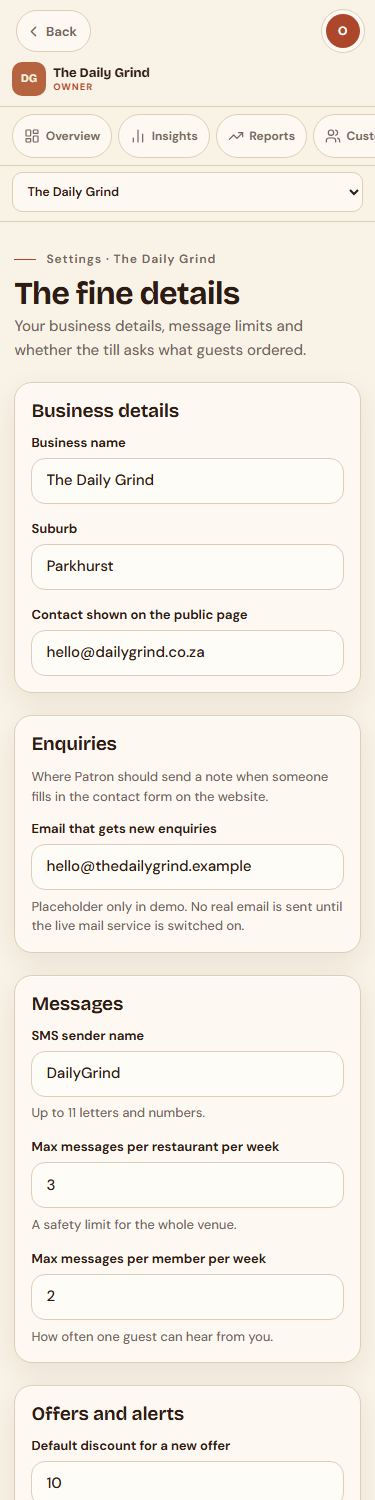 Back
O
DG
The Daily Grind
OWNER
Overview
Insights
Reports
Cust
The Daily Grind
Settings · The Daily Grind
The fine details
Your business details, message limits and
whether the till asks what guests ordered.
Business details
Business name
The Daily Grind
Suburb
Parkhurst
Contact shown on the public page
hello@dailygrind.co.za
Enquiries
Where Patron should send a note when someone
fills in the contact form on the website.
Email that gets new enquiries
hello@thedailygrind.example
Placeholder only in demo. No real email is sent until
the live mail service is switched on.
Messages
SMS sender name
DailyGrind
Up to 11 letters and numbers.
Max messages per restaurant per week
3
A safety limit for the whole venue.
Max messages per member per week
2
How often one guest can hear from you.
Offers and alerts
Default discount for a new offer
10